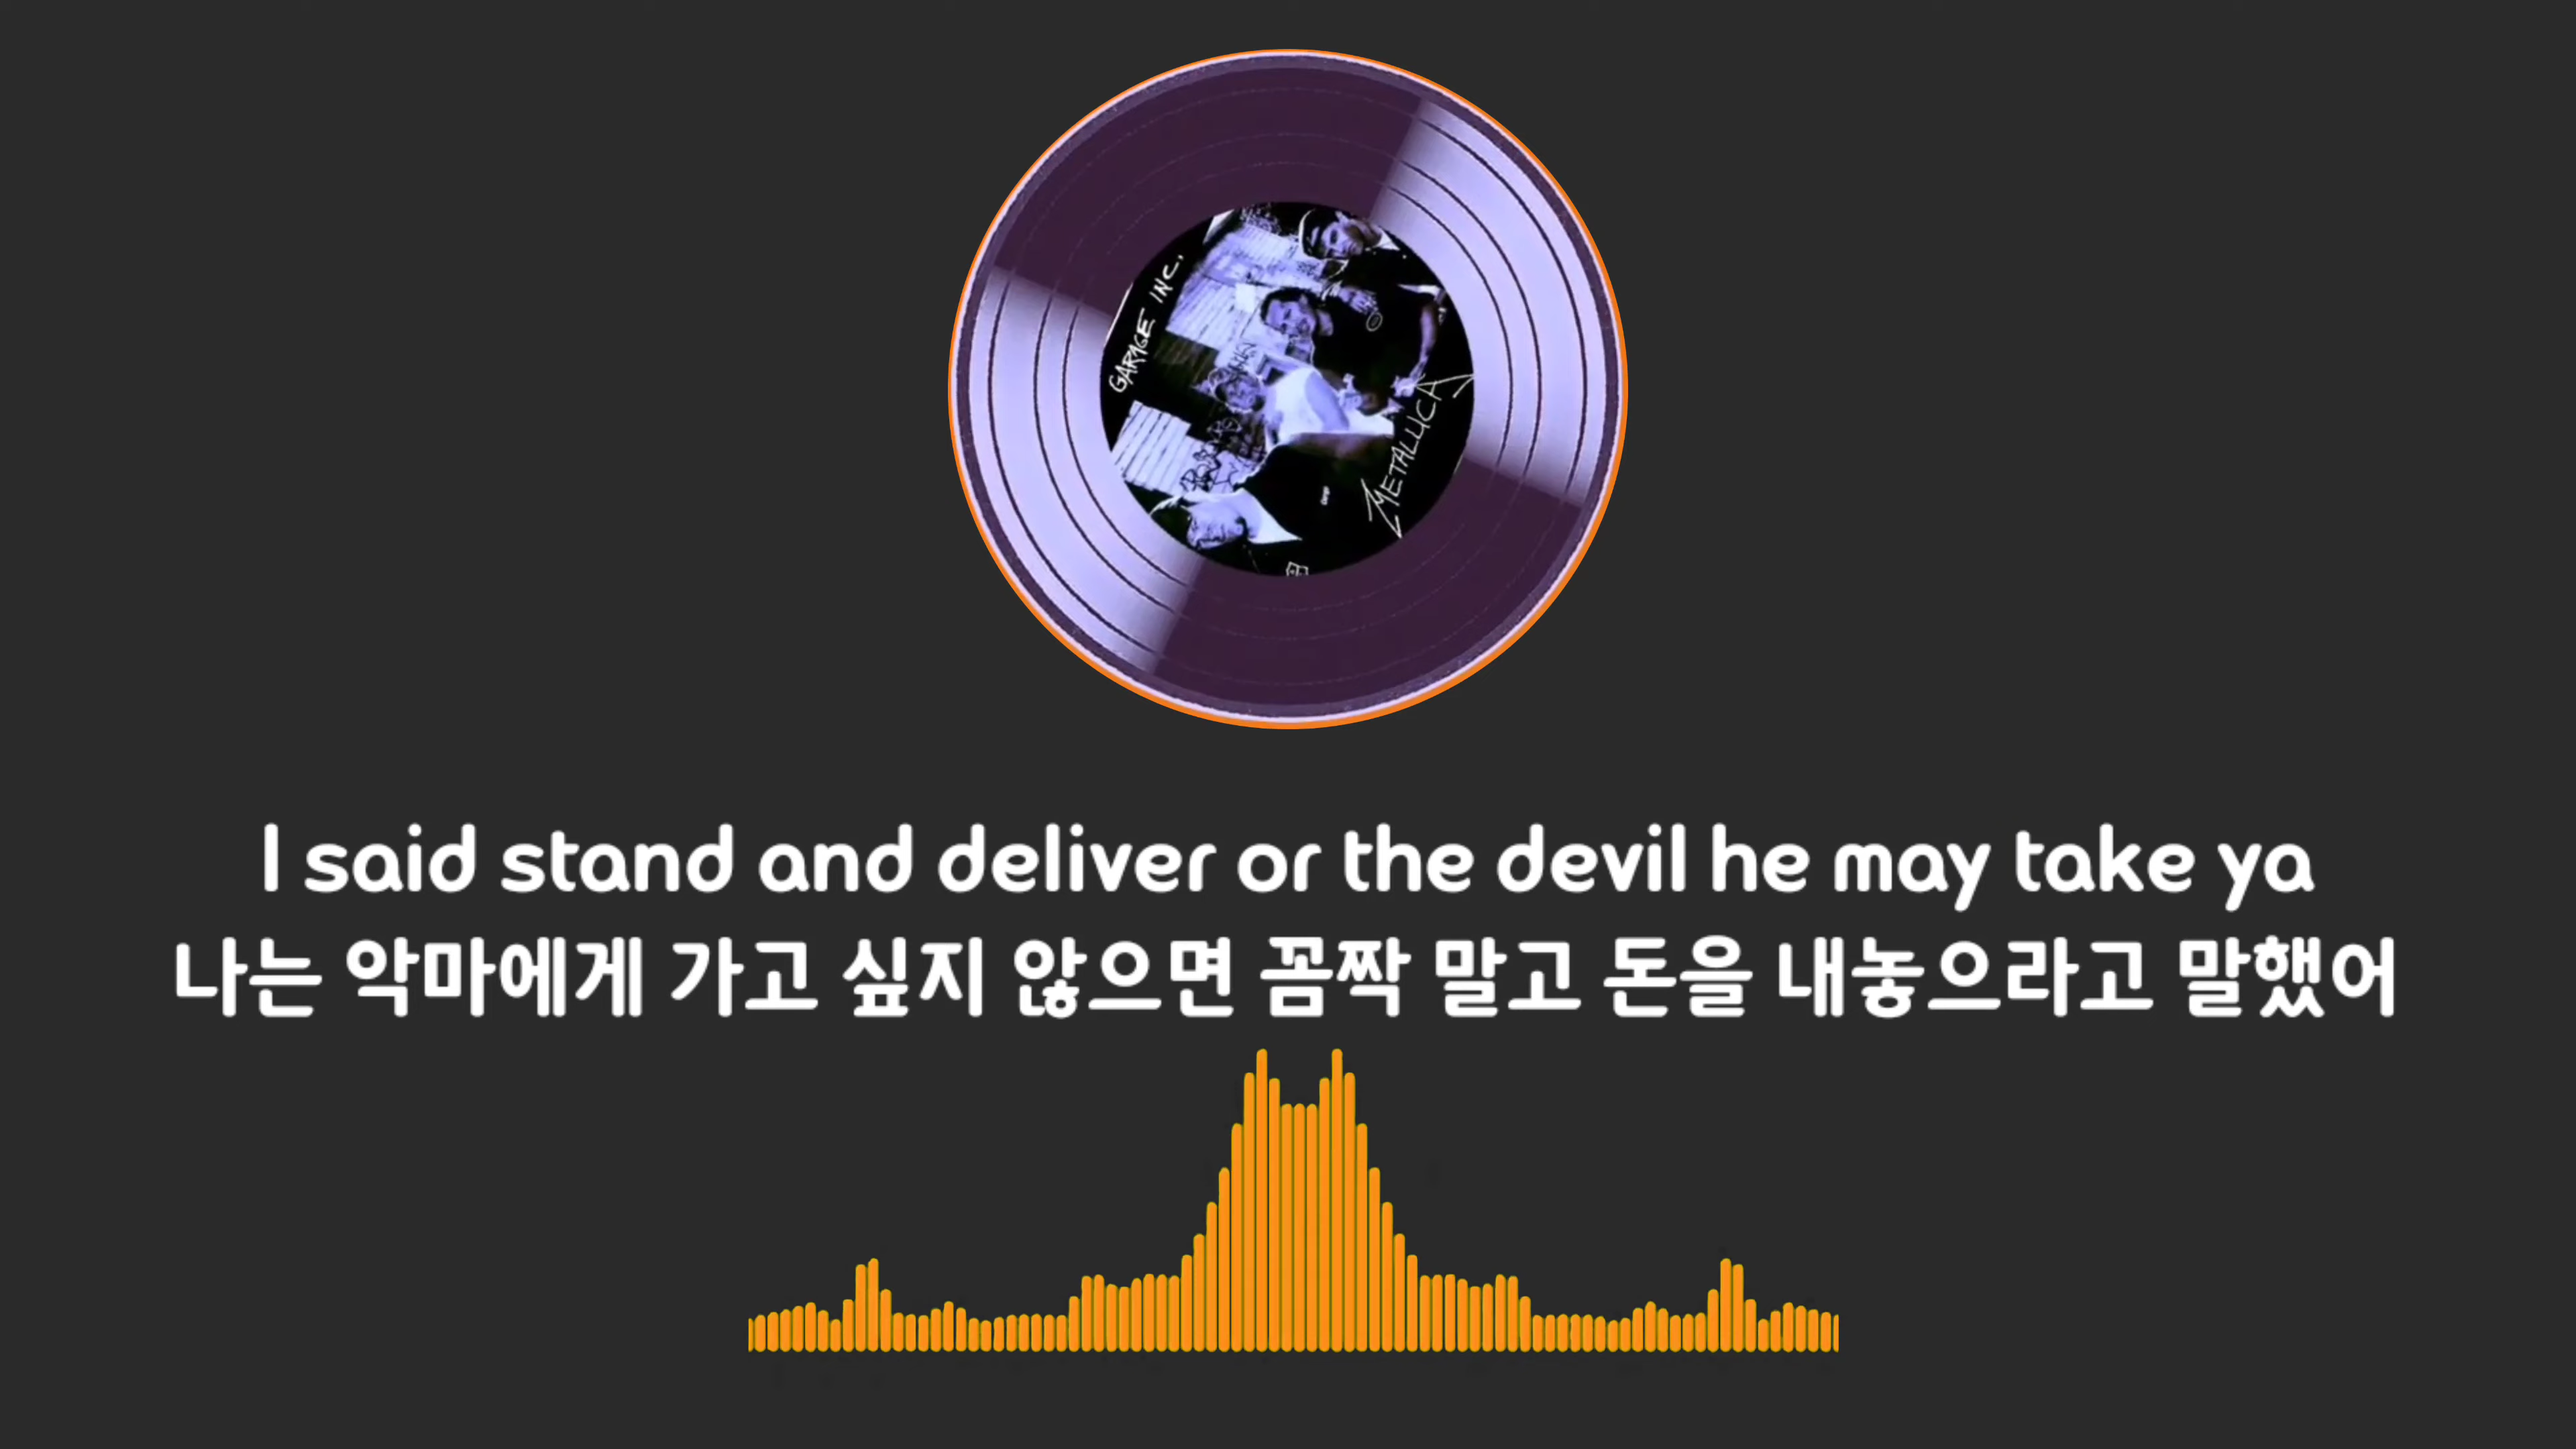 GARAGE INC.
METALLICA
I said stand and deliver or the devil he may take ya
나는 악마에게 가고 싶지 않으면 꼼짝 말고 돈을 내놓으라고 말했어